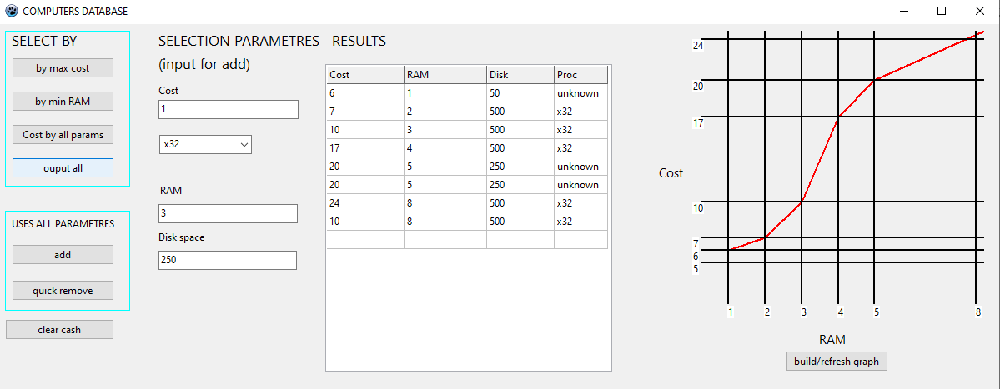 COMPUTERS DATABASE
SELECT BY
by max cost
by min RAM
Cost by all params
ouput all
USES ALL PARAMETRES
add
quick remove
clear cash
SELECTION PARAMETRES
(input for add)
Cost
1
x32
RAM
3
Disk space
250
RESULTS
Cost RAM Disk Proc
6 1 50 unknown
7 2 500 x32
10 3 500 x32
17 4 500 x32
20 5 250 unknown
20 5 250 unknown
24 8 500 x32
10 8 500 x32
24
20
17
Cost
10
7
6
5
1 2 3 4 5 8
RAM
build/refresh graph